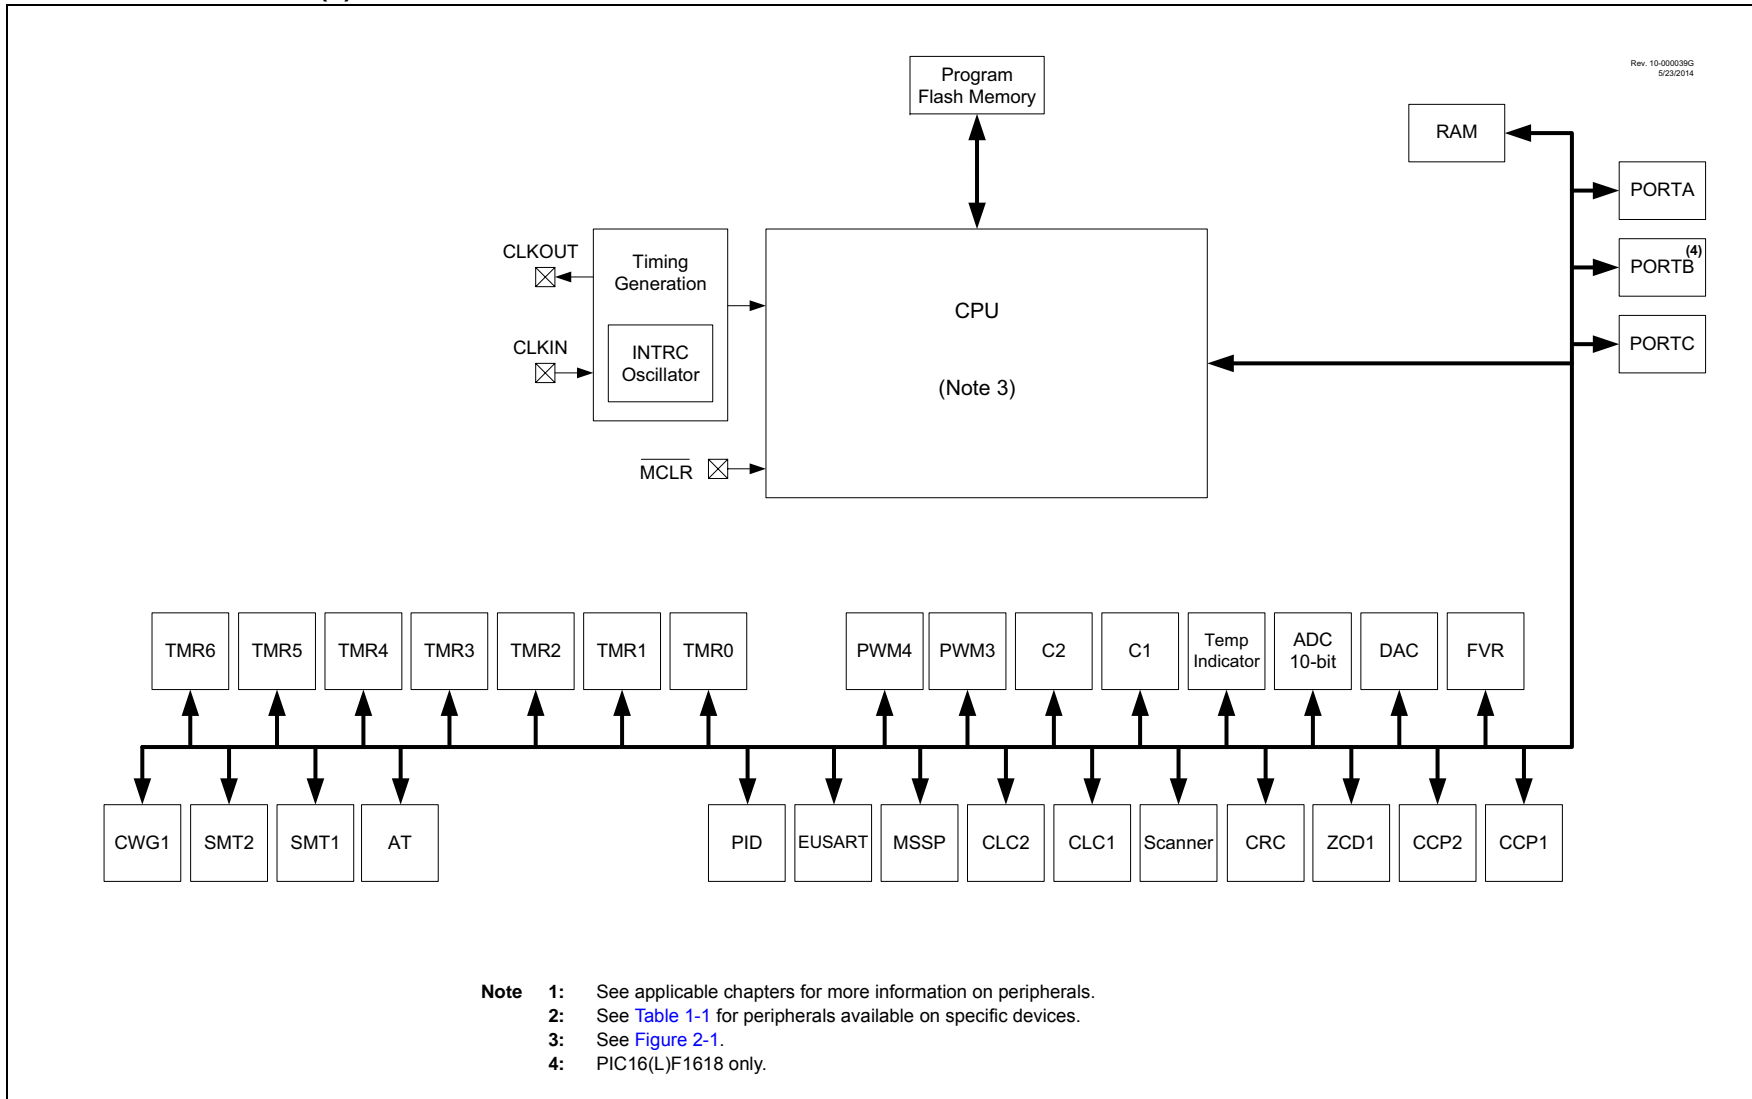 Rev. 10-000039G
5/23/2014
Program
Flash Memory
RAM
PORTA
PORTB(4)
PORTC
CLKOUT
Timing
Generation
CLKIN
INTRC
Oscillator
CPU
(Note 3)
MCLR
TMR6
TMR5
TMR4
TMR3
TMR2
TMR1
TMR0
PWM4
PWM3
C2
C1
Temp
Indicator
ADC
10-bit
DAC
FVR
CWG1
SMT2
SMT1
AT
PID
EUSART
MSSP
CLC2
CLC1
Scanner
CRC
ZCD1
CCP2
CCP1
Note 1: See applicable chapters for more information on peripherals.
2: See Table 1-1 for peripherals available on specific devices.
3: See Figure 2-1.
4: PIC16(L)F1618 only.